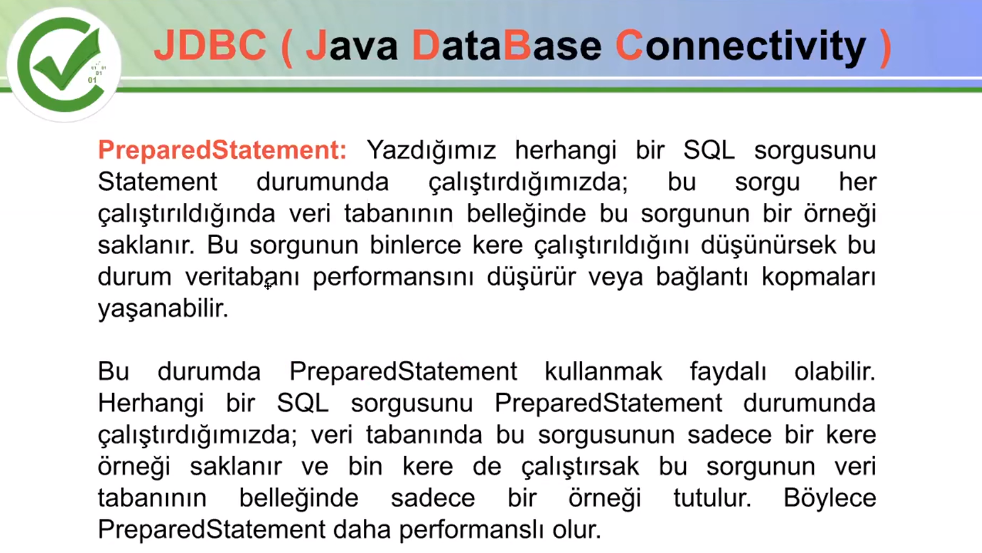 JDBC ( Java DataBase Connectivity )
01 01
01
01
PreparedStatement: Yazdığımız herhangi bir SQL sorgusunu
Statement durumunda çalıştırdığımızda; bu sorgu her
çalıştırıldığında veri tabanının belleğinde bu sorgunun bir örneği
saklanır. Bu sorgunun binlerce kere çalıştırıldığını düşünürsek bu
durum veritabanı performansını düşürür veya bağlantı kopmaları
yaşanabilir.
Bu durumda PreparedStatement kullanmak faydalı olabilir.
Herhangi bir SQL sorgusunu PreparedStatement durumunda
çalıştırdığımızda; veri tabanında bu sorgusunun sadece bir kere
örneği saklanır ve bin kere de çalıştırsak bu sorgunun veri
tabanının belleğinde sadece bir örneği tutulur. Böylece
PreparedStatement daha performanslı olur.